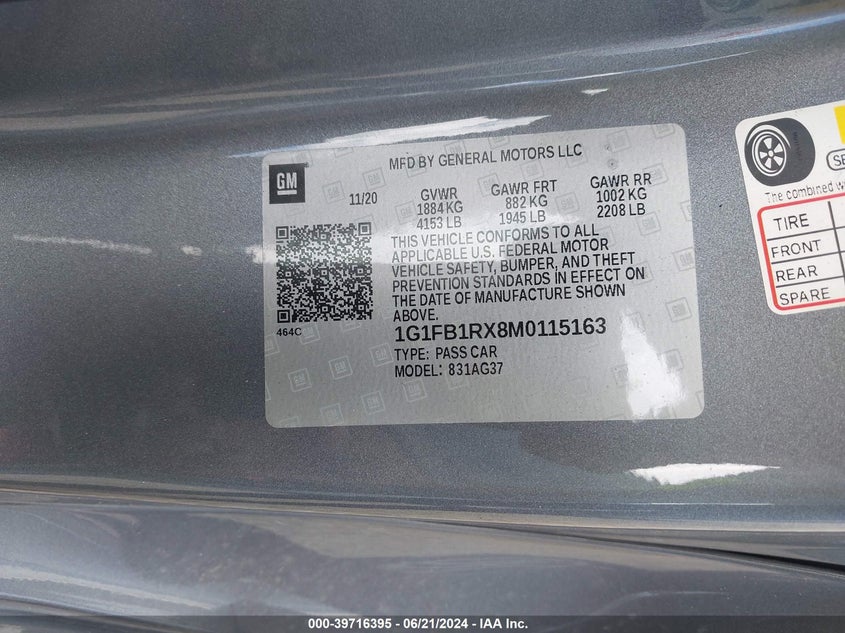 MFD BY GENERAL MOTORS LLC
GM
11/20
GVWR
1884 KG
4153 LB
GAWR FRT
882 KG
1945 LB
GAWR RR
1002 KG
2208 LB
THIS VEHICLE CONFORMS TO ALL
APPLICABLE U.S. FEDERAL MOTOR
VEHICLE SAFETY, BUMPER, AND THEFT
PREVENTION STANDARDS IN EFFECT ON
THE DATE OF MANUFACTURE SHOWN
ABOVE.
464C
1G1FB1RX8M0115163
TYPE: PASS CAR
MODEL: 831AG37
The combined
TIRE
FRONT
REAR
SPARE
000-39716395 - 06/21/2024 - IAA Inc.